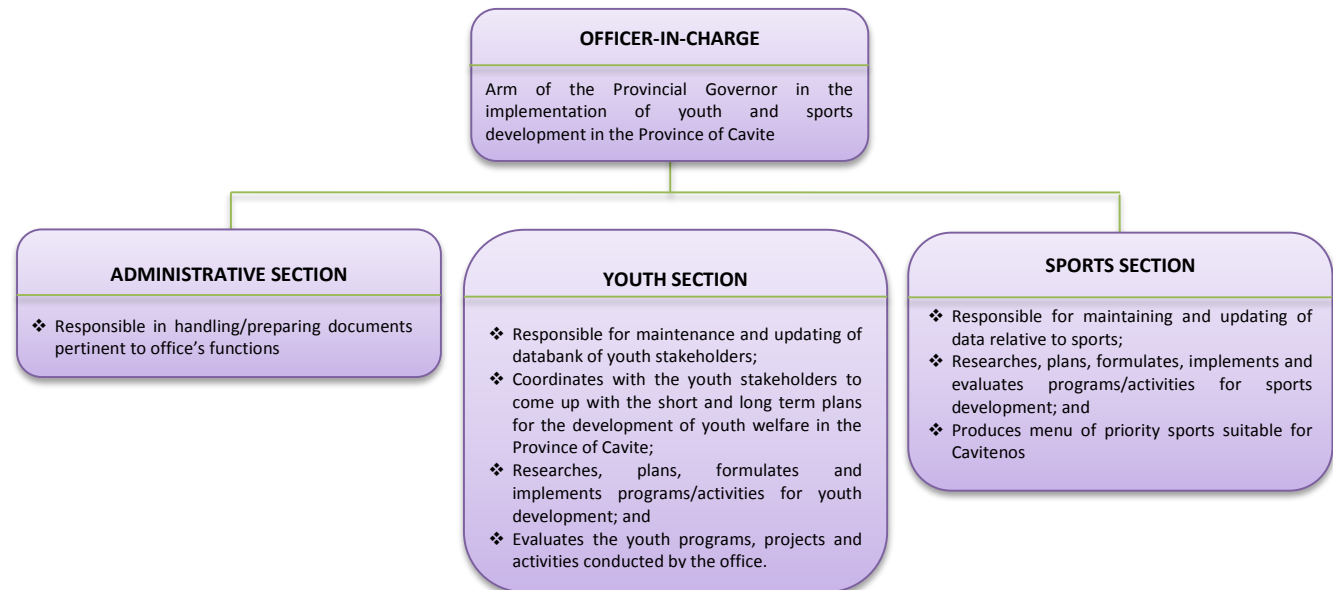 OFFICER-IN-CHARGE
Arm of the Provincial Governor in the
implementation of youth and sports
development in the Province of Cavite
ADMINISTRATIVE SECTION
❖ Responsible in handling/preparing documents
pertinent to office's functions
YOUTH SECTION
❖ Responsible for maintenance and updating of
databank of youth stakeholders;
❖ Coordinates with the youth stakeholders to
come up with the short and long term plans
for the development of youth welfare in the
Province of Cavite;
❖ Researches, plans, formulates and
implements programs/activities for youth
development; and
❖ Evaluates the youth programs, projects and
activities conducted by the office.
SPORTS SECTION
❖ Responsible for maintaining and updating of
data relative to sports;
❖ Researches, plans, formulates, implements and
evaluates programs/activities for sports
development; and
❖ Produces menu of priority sports suitable for
Cavitenos